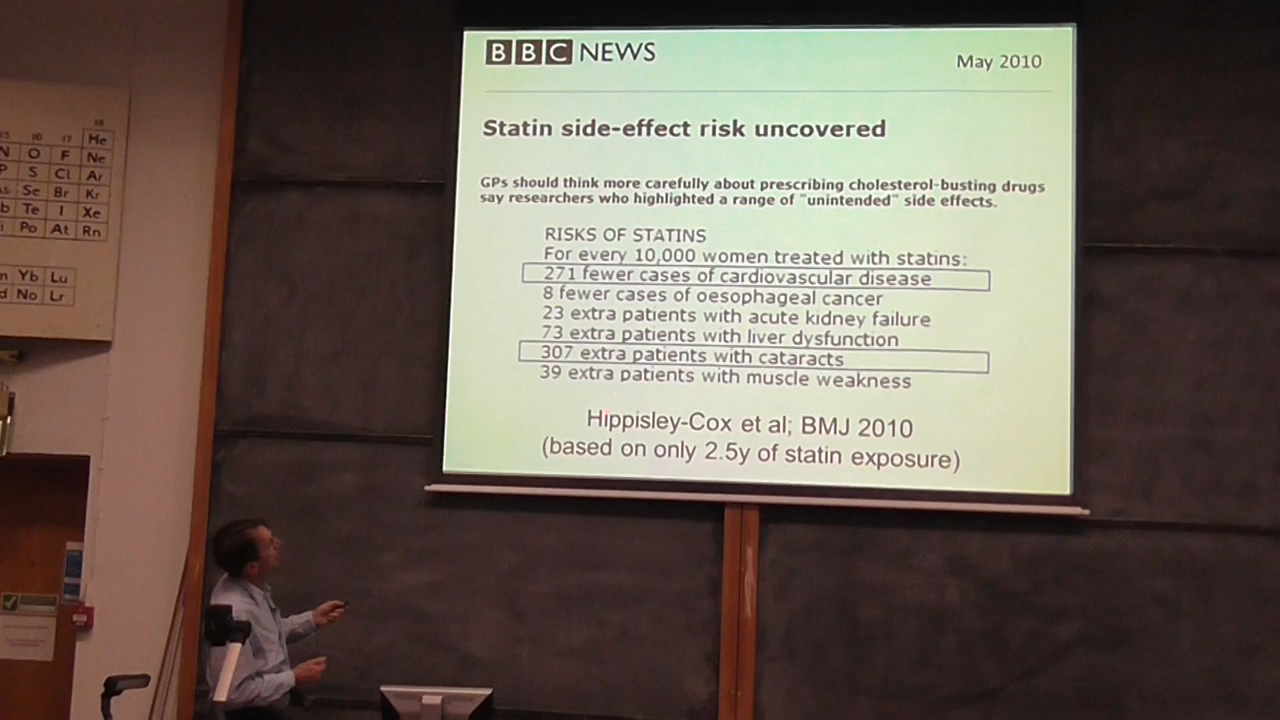 BBC NEWS
May 2010
Statin side-effect risk uncovered
GPs should think more carefully about prescribing cholesterol-busting drugs
say researchers who highlighted a range of "unintended" side effects.
RISKS OF STATINS
For every 10,000 women treated with statins:
271 fewer cases of cardiovascular disease
8 fewer cases of oesophageal cancer
23 extra patients with acute kidney failure
73 extra patients with liver dysfunction
307 extra patients with cataracts
39 extra patients with muscle weakness
Hippisley-Cox et al; BMJ 2010
(based on only 2.5y of statin exposure)
18
16 17 He
N O F Ne
P S Cl Ar
Se Br Kr
Te I Xe
Po At Rn
Yb Lu
No Lr